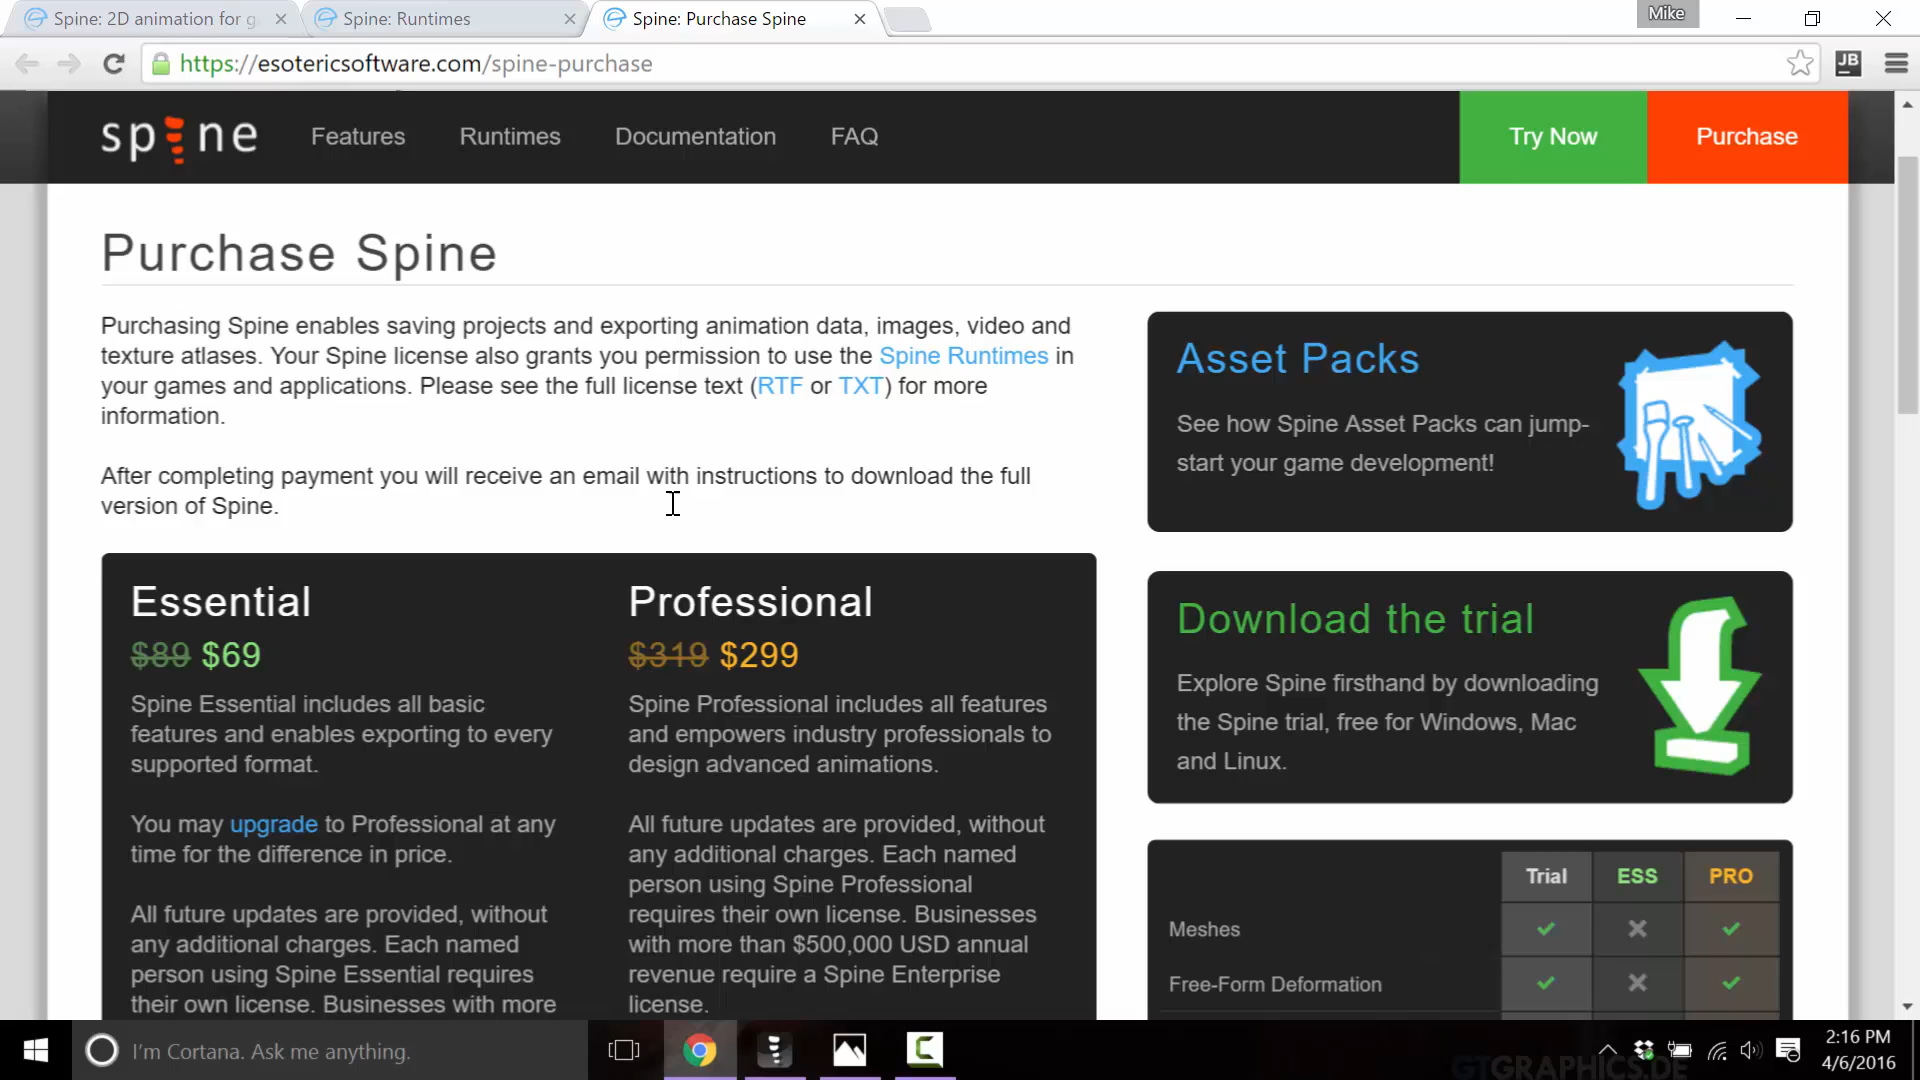 Spine: 2D animation for g
Spine: Runtimes
Spine: Purchase Spine
Mike
https://esotericsoftware.com/spine-purchase
JB
spine
Features
Runtimes
Documentation
FAQ
Try Now
Purchase
Purchase Spine
Purchasing Spine enables saving projects and exporting animation data, images, video and
texture atlases. Your Spine license also grants you permission to use the Spine Runtimes in
your games and applications. Please see the full license text (RTF or TXT) for more
information.
After completing payment you will receive an email with instructions to download the full
version of Spine.
Essential
$89 $69
Spine Essential includes all basic
features and enables exporting to every
supported format.
You may upgrade to Professional at any
time for the difference in price.
All future updates are provided, without
any additional charges. Each named
person using Spine Essential requires
their own license. Businesses with more
Professional
$319 $299
Spine Professional includes all features
and empowers industry professionals to
design advanced animations.
All future updates are provided, without
any additional charges. Each named
person using Spine Professional
requires their own license. Businesses
with more than $500,000 USD annual
revenue require a Spine Enterprise
license.
Asset Packs
See how Spine Asset Packs can jump-
start your game development!
Download the trial
Explore Spine firsthand by downloading
the Spine trial, free for Windows, Mac
and Linux.
Trial ESS PRO
Meshes
Free-Form Deformation
I'm Cortana. Ask me anything.
2:16 PM
4/6/2016
GTGRAPHICS.DE